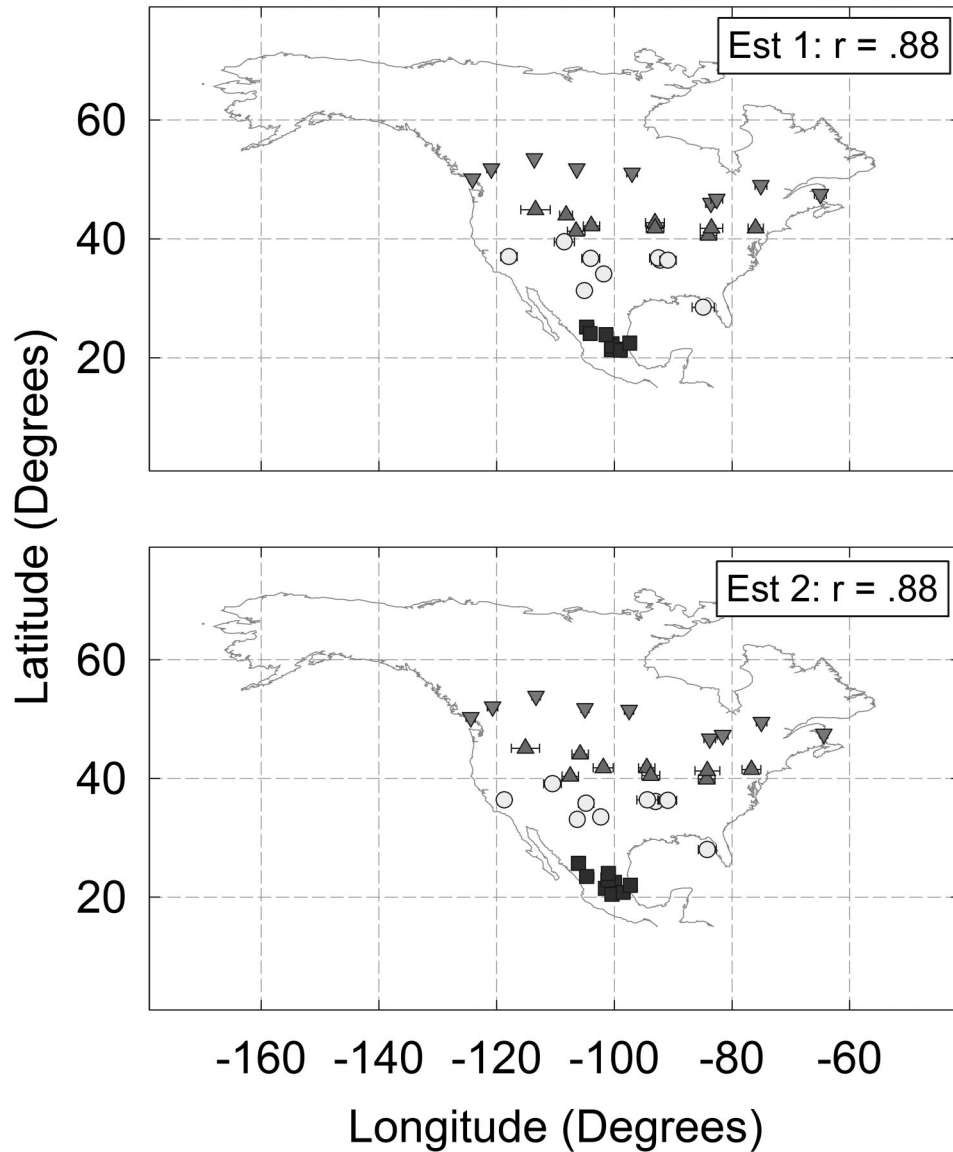 Est 1: r = .88
60
40
20
Latitude (Degrees)
Est 2: r = .88
60
40
20
-160 -140 -120 -100 -80 -60
Longitude (Degrees)